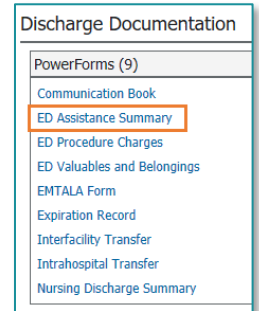 Discharge Documentation
PowerForms (9)
Communication Book
ED Assistance Summary
ED Procedure Charges
ED Valuables and Belongings
EMTALA Form
Expiration Record
Interfacility Transfer
Intrahospital Transfer
Nursing Discharge Summary